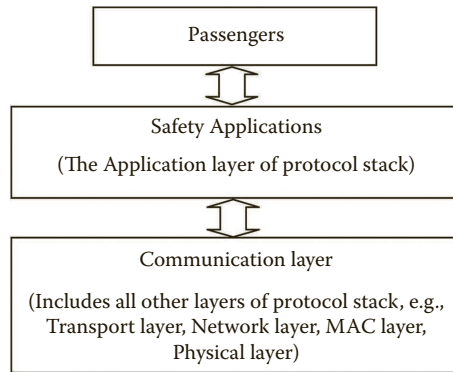 Passengers
Safety Applications
(The Application layer of protocol stack)
Communication layer
(Includes all other layers of protocol stack, e.g.,
Transport layer, Network layer, MAC layer,
Physical layer)